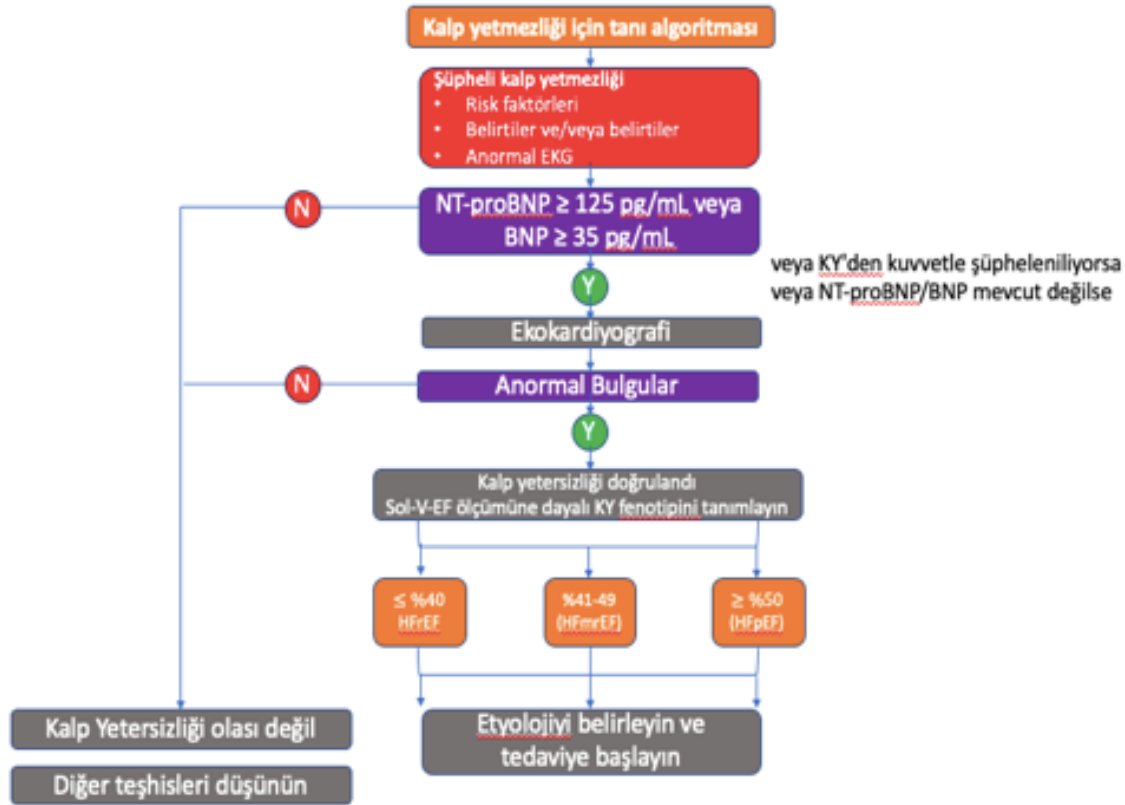 Kalp yetmezliği için tanı algoritması
Şüpheli kalp yetmezliği
• Risk faktörleri
• Belirtiler ve/veya belirtiler
• Anormal EKG
N
NT-proBNP ≥ 125 pg/mL veya
BNP ≥ 35 pg/mL
veya KY'den kuvvetle şüpheleniliyorsa
veya NT-proBNP/BNP mevcut değilse
Y
Ekokardiyografi
N
Anormal Bulgular
Y
Kalp yetersizliği doğrulandı
Sol-V-EF ölçümüne dayalı KY fenotipini tanımlayın
≤ %40
HFrEF
%41-49
(HFmrEF)
≥ %50
(HFpEF)
Kalp Yetersizliği olası değil
Diğer teşhisleri düşünün
Etyolojiyi belirleyin ve
tedaviye başlayın